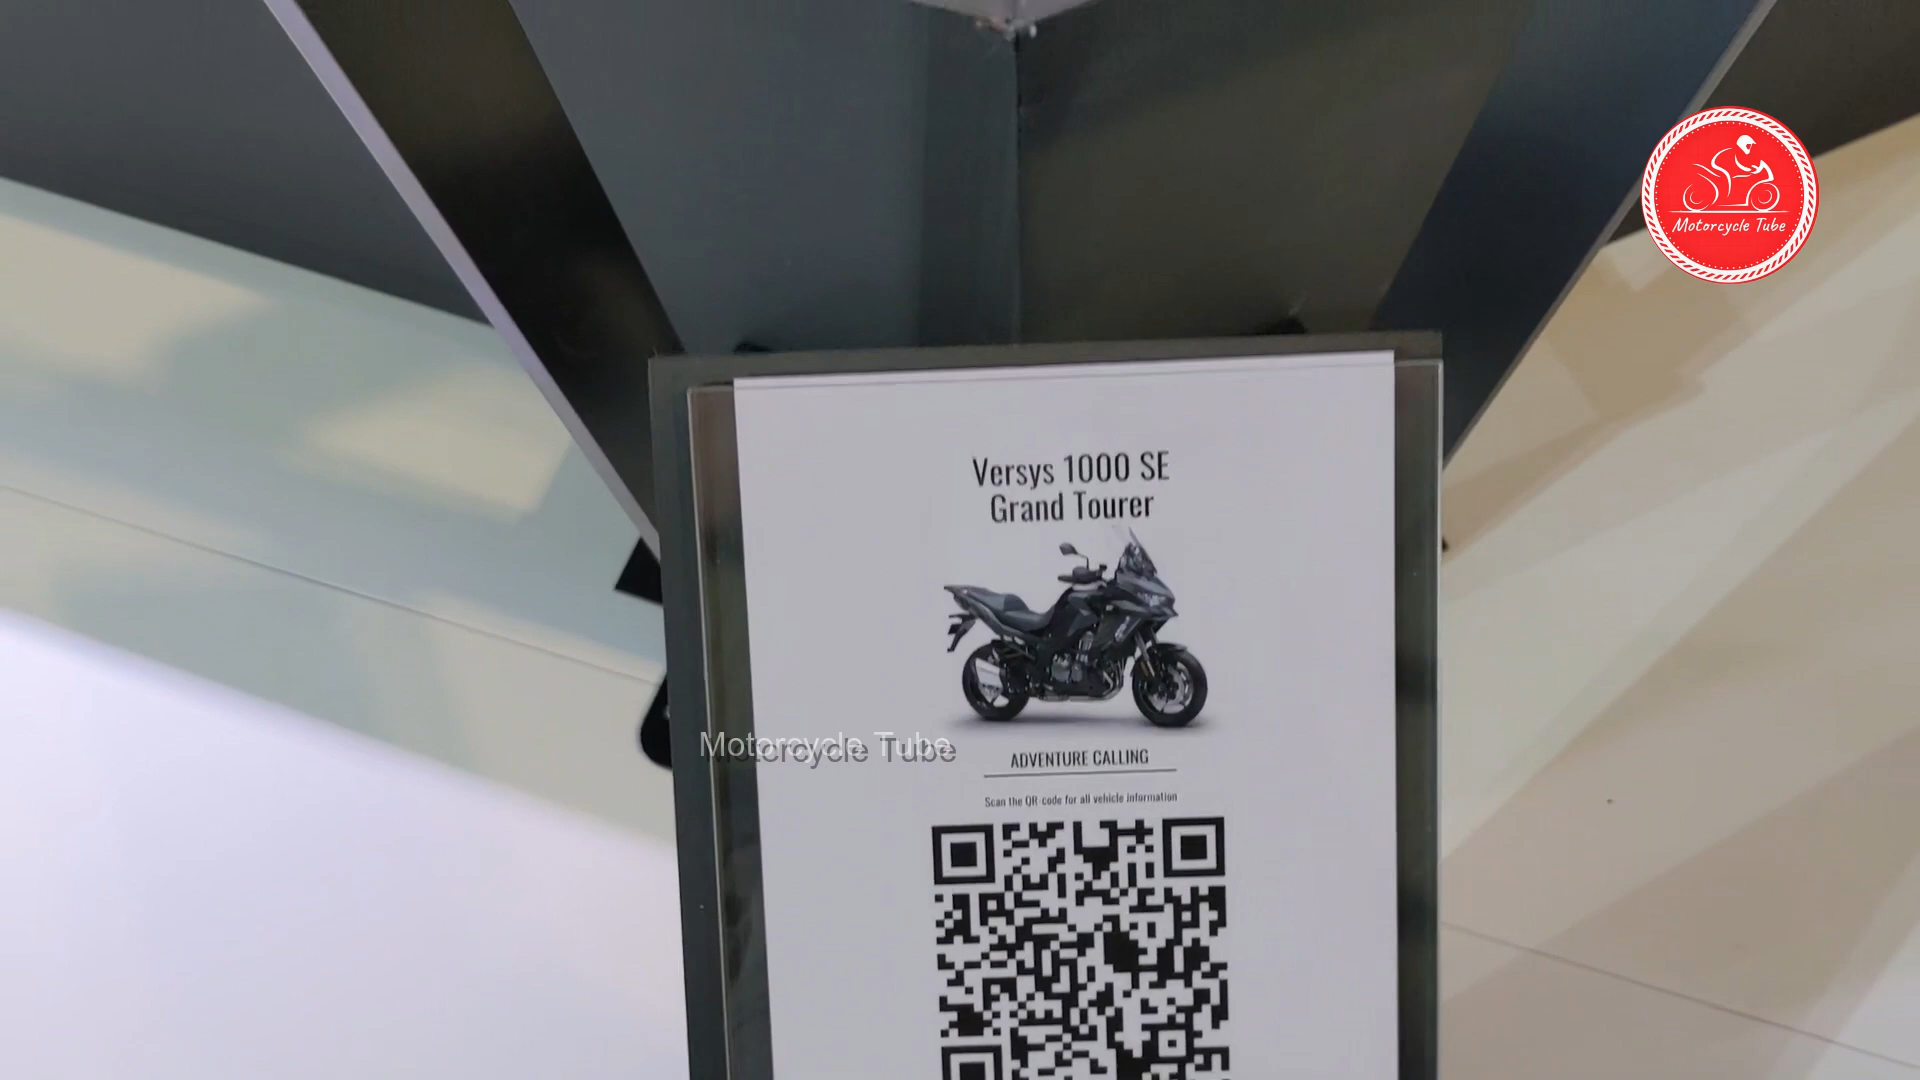 Motorcycle Tube
Versys 1000 SE
Grand Tourer
Motorcycle Tube
ADVENTURE CALLING
Scan the QR-code for all vehicle information